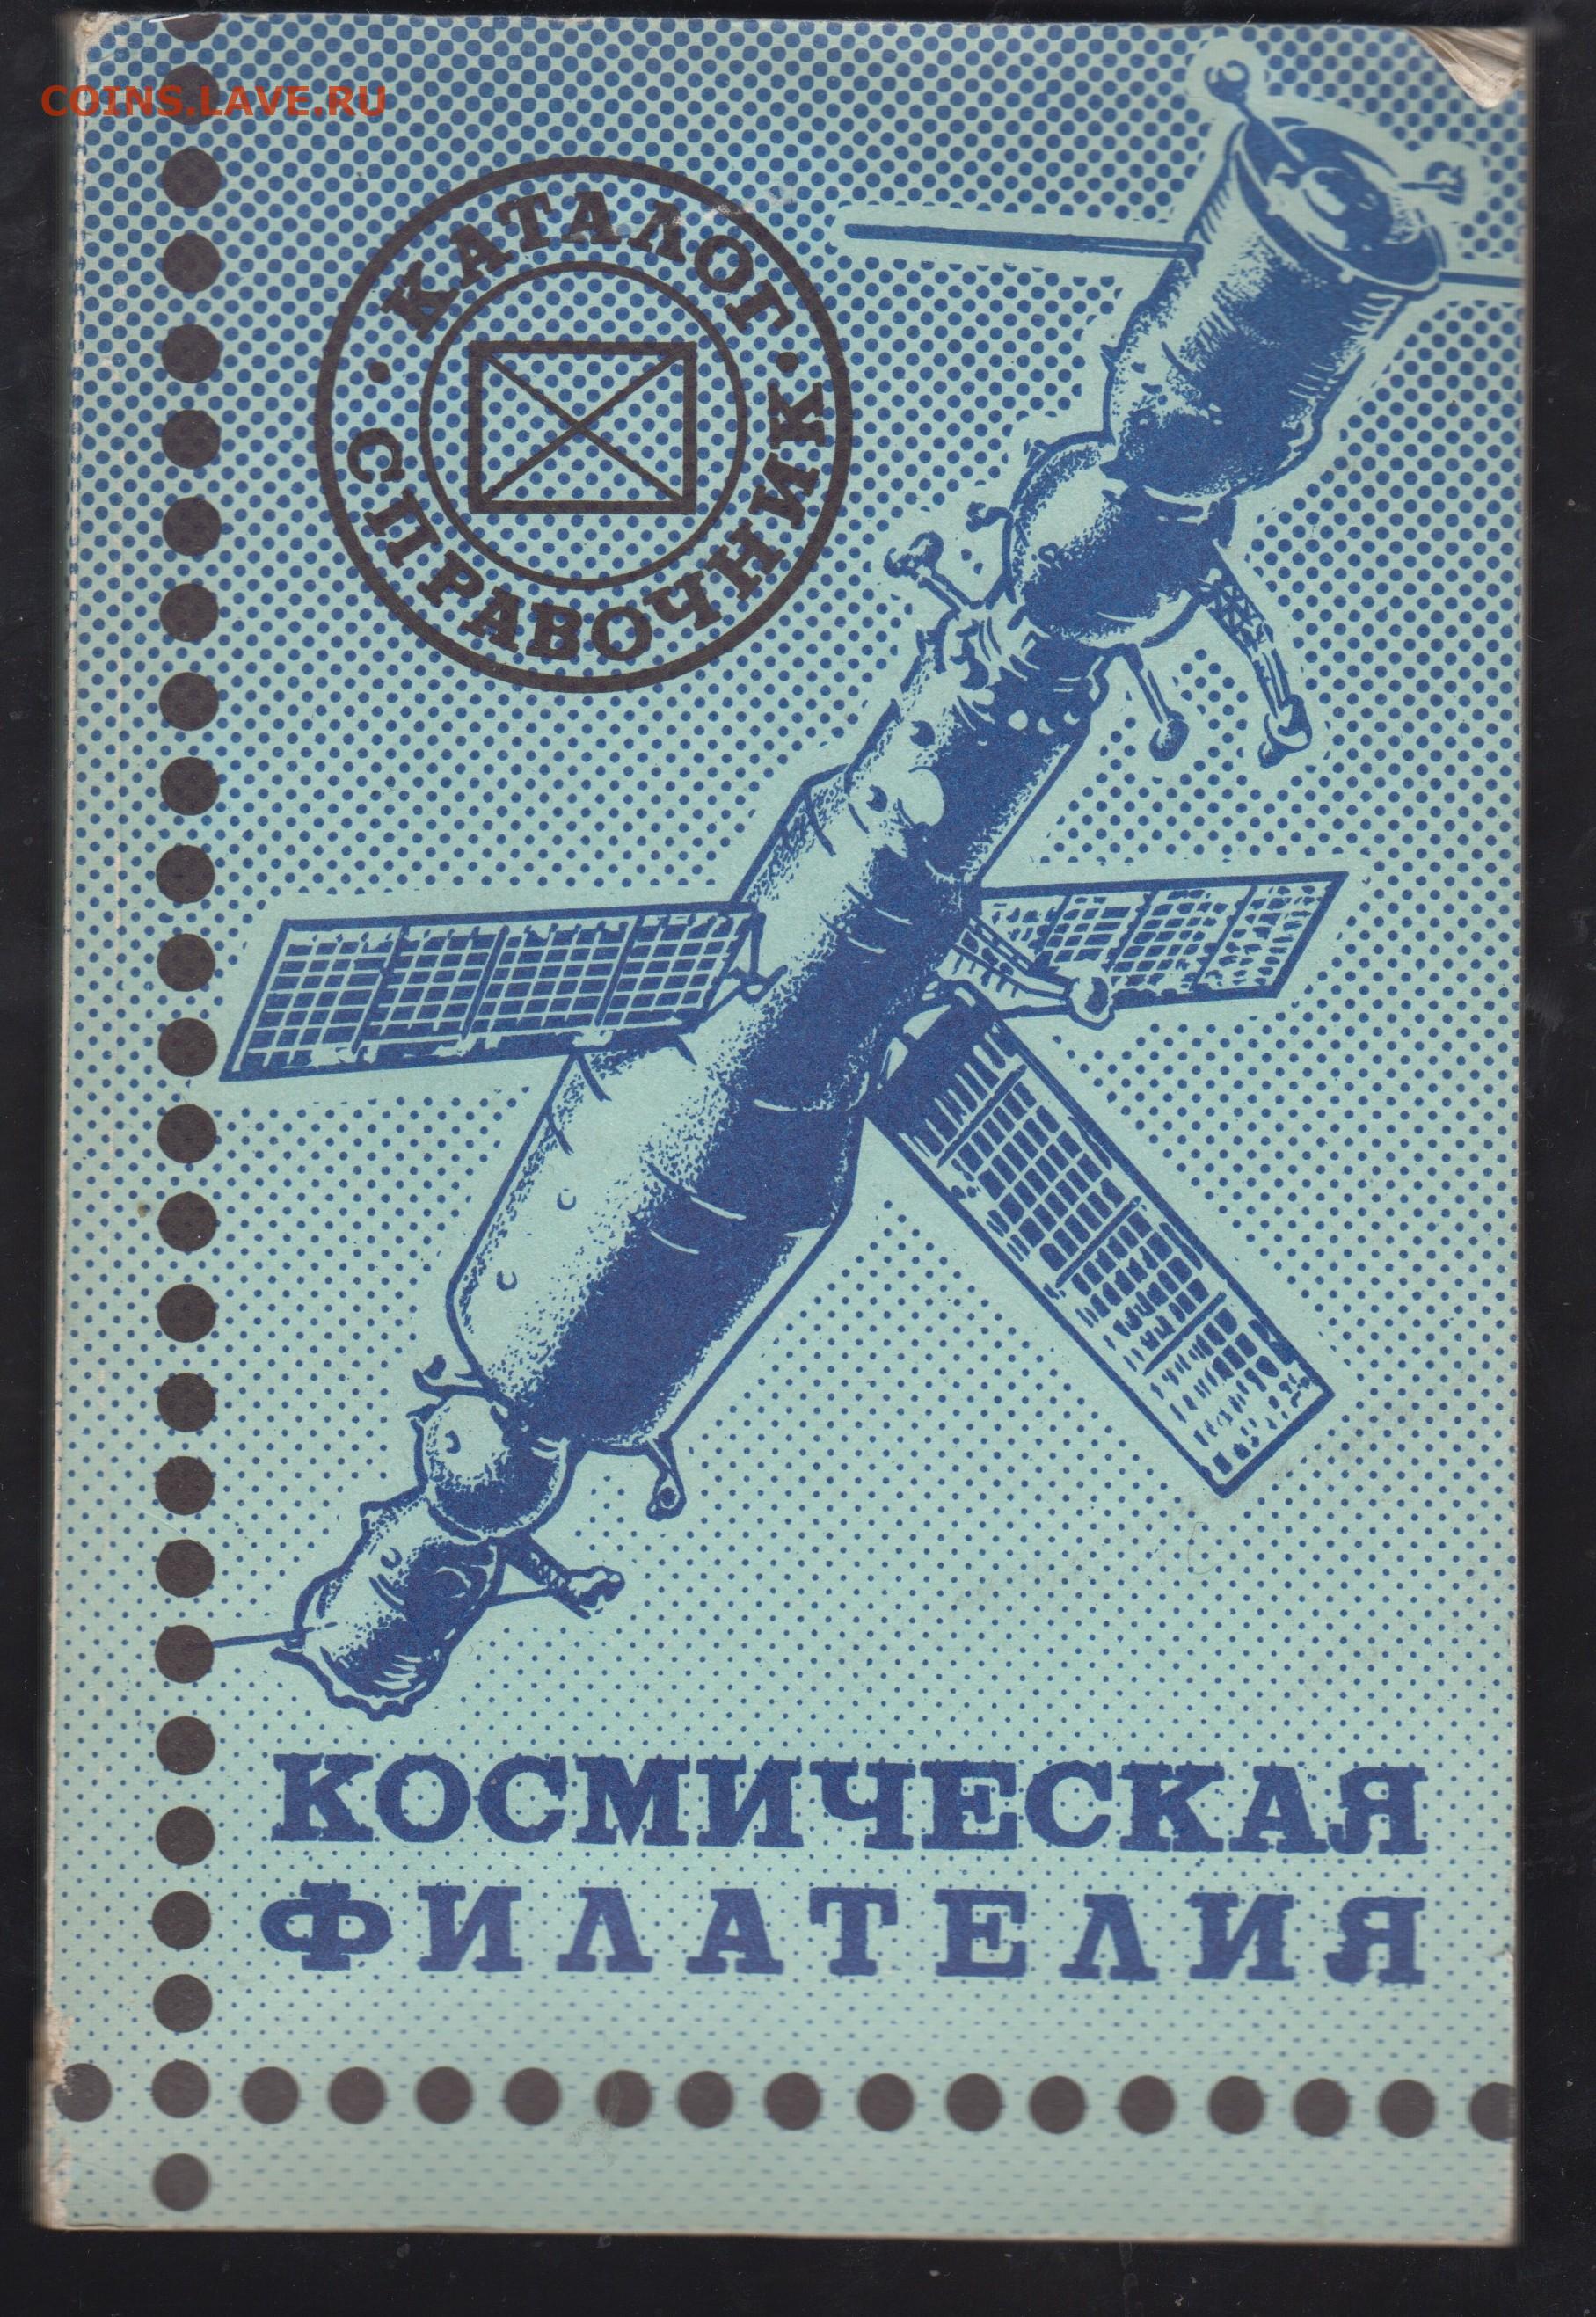 COINS.LAVE.RU
· КАТАЛОГ ·
СПРАВОЧНИК
КОСМИЧЕСКАЯ
ФИЛАТЕЛИЯ